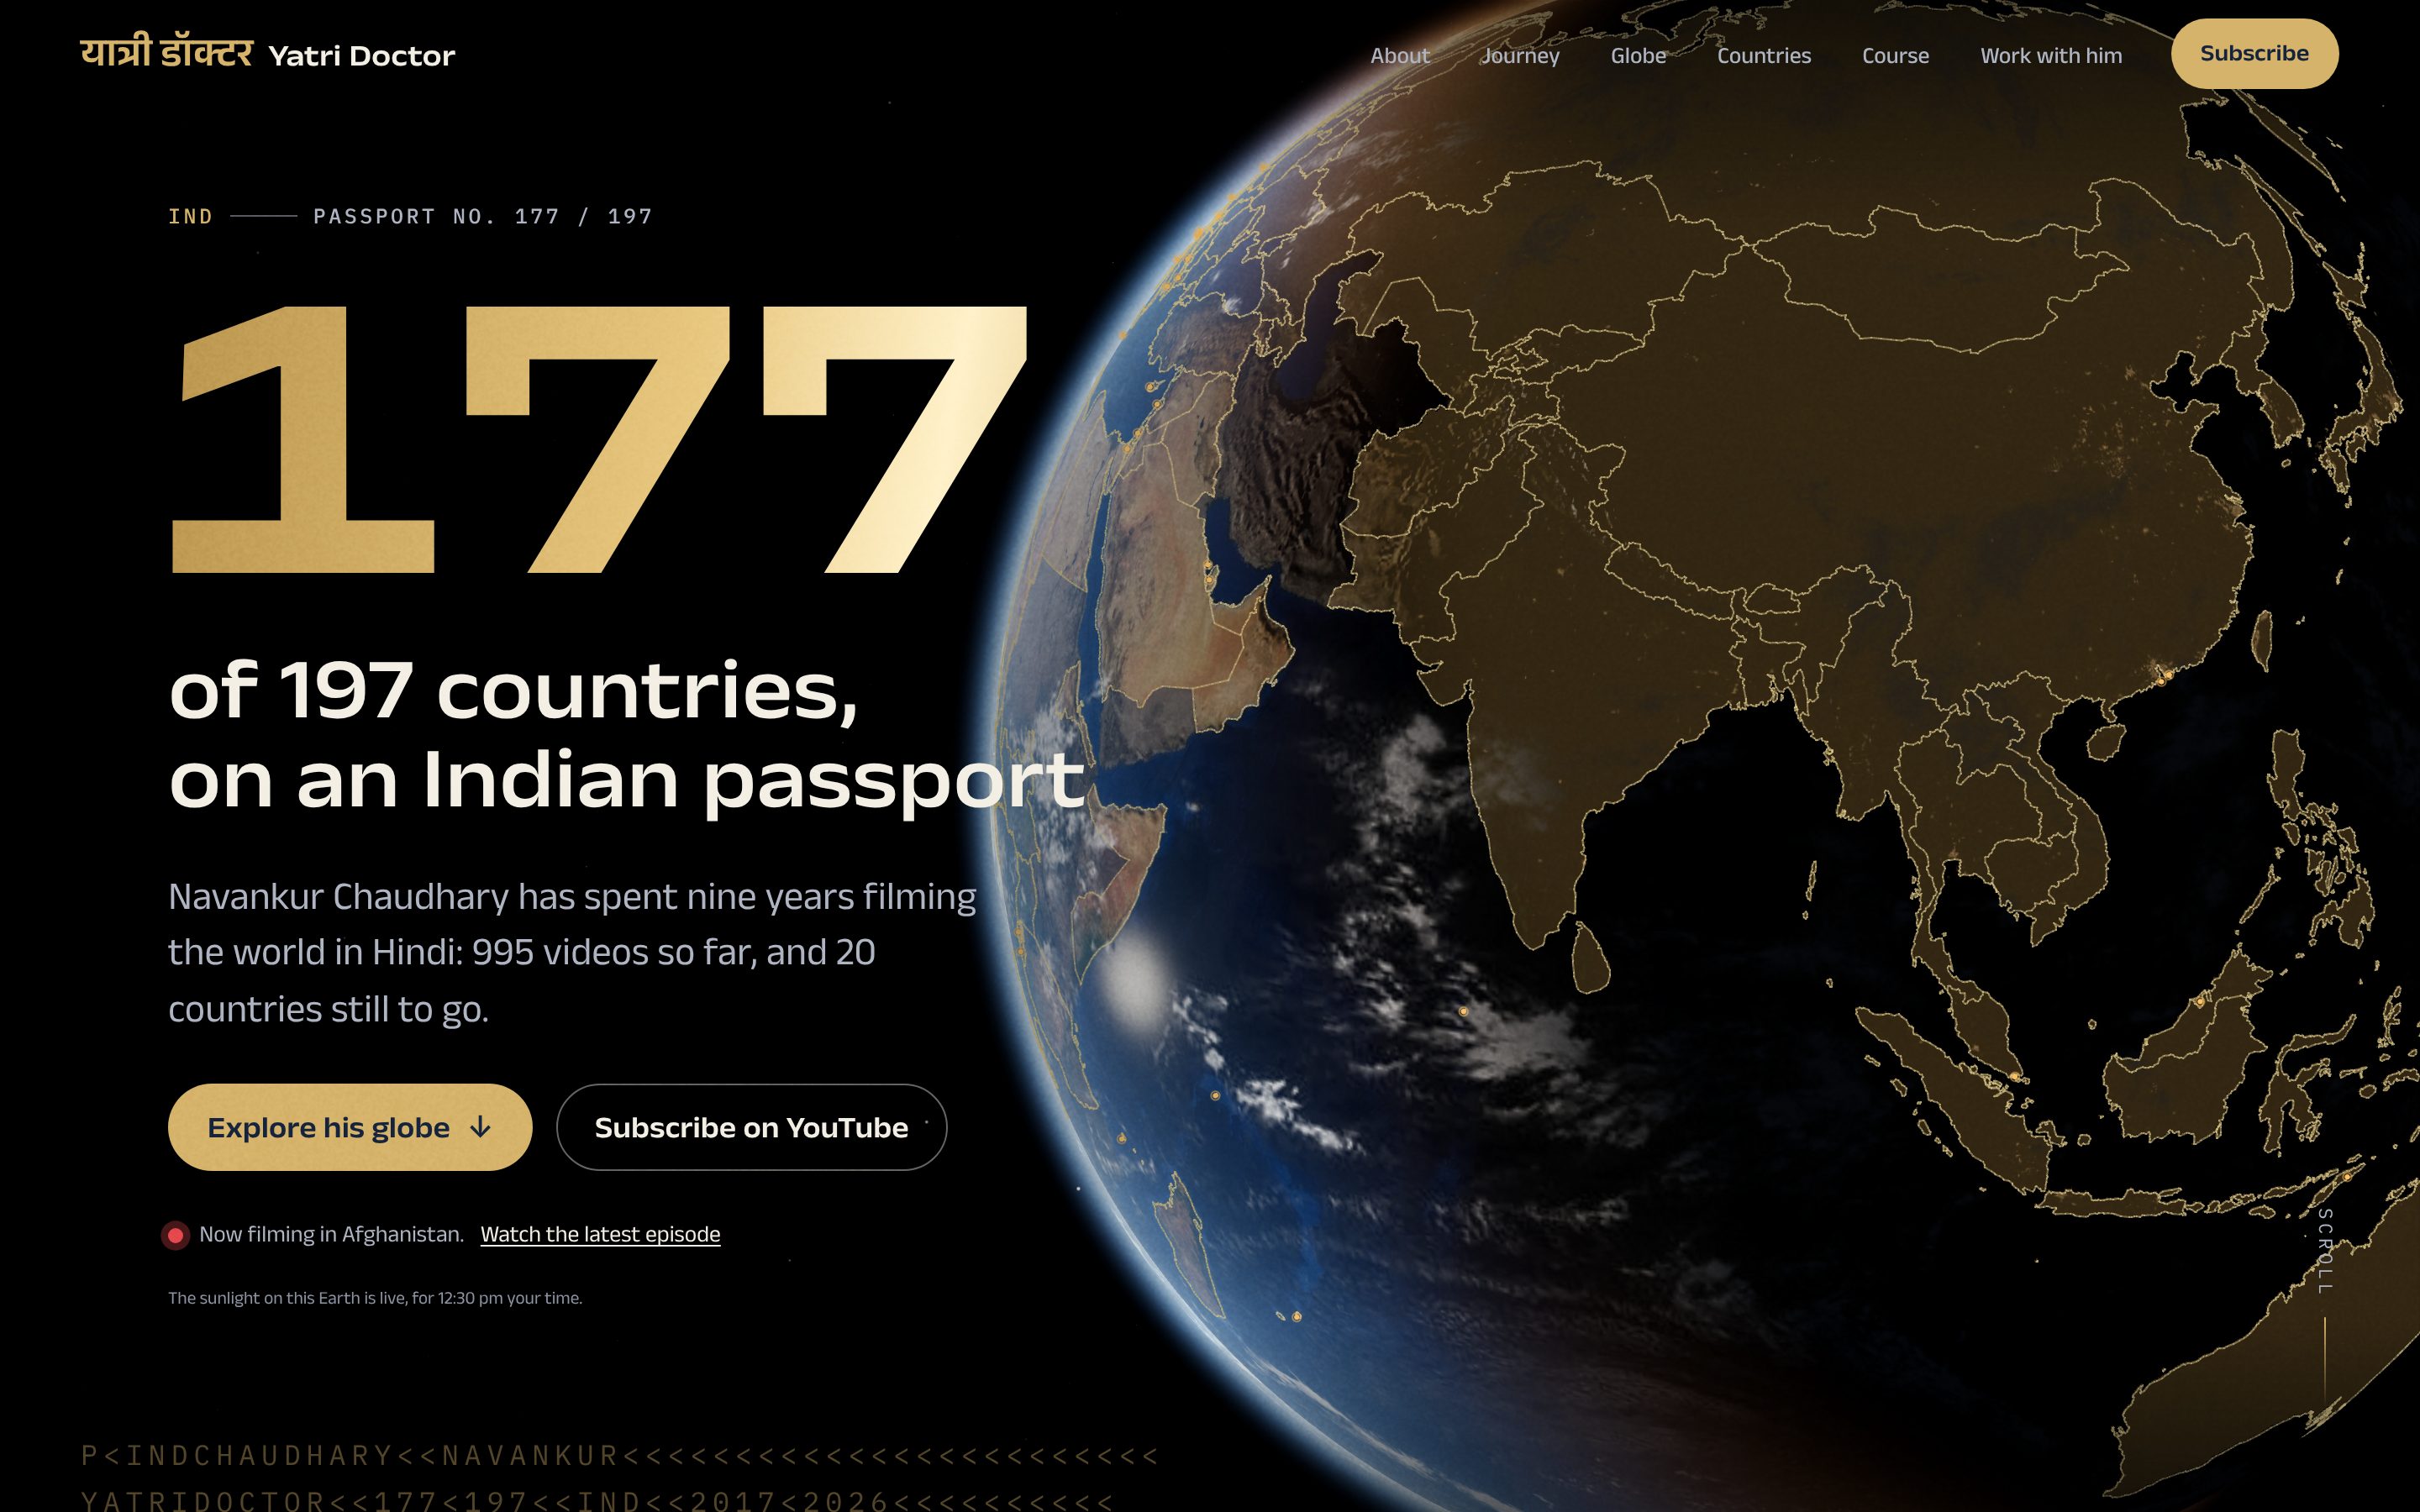 यात्री डॉक्टर Yatri Doctor
About Journey Globe Countries Course Work with him Subscribe
IND PASSPORT NO. 177 / 197
177
of 197 countries,
on an Indian passport
Navankur Chaudhary has spent nine years filming
the world in Hindi: 995 videos so far, and 20
countries still to go.
Explore his globe ↓ Subscribe on YouTube
Now filming in Afghanistan. Watch the latest episode
The sunlight on this Earth is live, for 12:30 pm your time.
SCROLL
P<INDCHAUDHARY<<NAVANKUR<<<<<<<<<<<<<<<<<<<<<<<<
YATRIDOCTOR<<177<197<<IND<<2017<2026<<<<<<<<<<